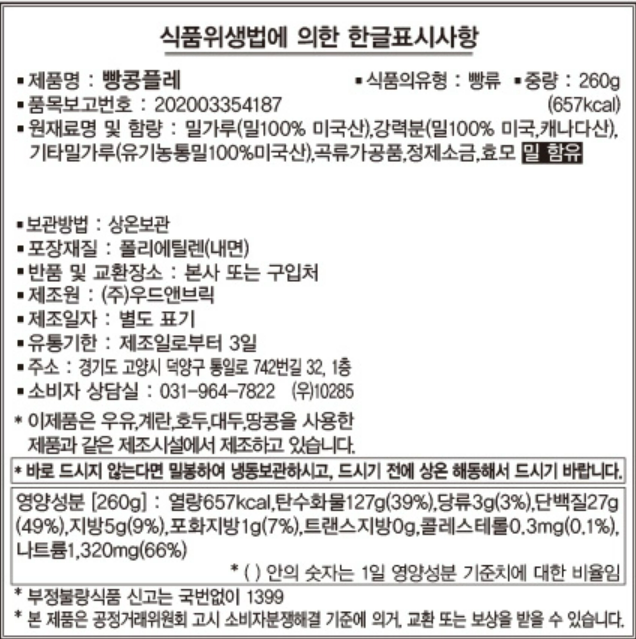 식품위생법에 의한 한글표시사항
▪ 제품명 : 빵콩플레 ▪ 식품의유형 : 빵류 ▪ 중량 : 260g
▪ 품목보고번호 : 202003354187 (657kcal)
▪ 원재료명 및 함량 : 밀가루(밀100% 미국산),강력분(밀100% 미국,캐나다산),
기타밀가루(유기농통밀100%미국산),곡류가공품,정제소금,효모 밀 함유
▪ 보관방법 : 상온보관
▪ 포장재질 : 폴리에틸렌(내면)
▪ 반품 및 교환장소 : 본사 또는 구입처
▪ 제조원 : (주)우드앤브릭
▪ 제조일자 : 별도 표기
▪ 유통기한 : 제조일로부터 3일
▪ 주소 : 경기도 고양시 덕양구 통일로 742번길 32, 1층
▪ 소비자 상담실 : 031-964-7822 (우)10285
* 이제품은 우유,계란,호두,대두,땅콩을 사용한
제품과 같은 제조시설에서 제조하고 있습니다.
* 바로 드시지 않는다면 밀봉하여 냉동보관하시고, 드시기 전에 상온 해동해서 드시기 바랍니다.
영양성분 [260g] : 열량657kcal,탄수화물127g(39%),당류3g(3%),단백질27g
(49%),지방5g(9%),포화지방1g(7%),트랜스지방0g,콜레스테롤0.3mg(0.1%),
나트륨1,320mg(66%)
* ( ) 안의 숫자는 1일 영양성분 기준치에 대한 비율임
* 부정불량식품 신고는 국번없이 1399
* 본 제품은 공정거래위원회 고시 소비자분쟁해결 기준에 의거, 교환 또는 보상을 받을 수 있습니다.